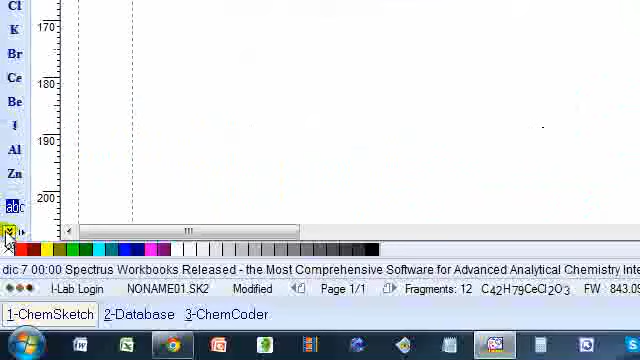 Cl
170
K
Br
Ce
180
Be
I
190
Al
Zn
200
abc
dic 7 00:00 Spectrus Workbooks Released - the Most Comprehensive Software for Advanced Analytical Chemistry Inte
I-Lab Login NONAME01.SK2 Modified Page 1/1 Fragments: 12 C42H79CeCl2O3 FW 843.09
1-ChemSketch 2-Database 3-ChemCoder